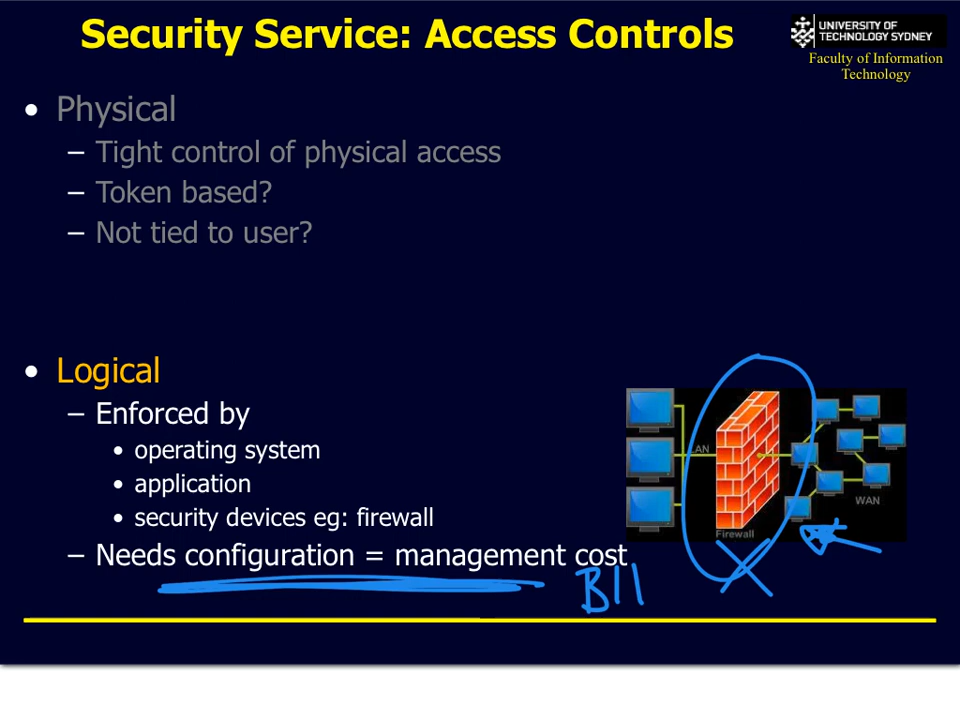 Security Service: Access Controls
UNIVERSITY OF
TECHNOLOGY SYDNEY
Faculty of Information
Technology
• Physical
– Tight control of physical access
– Token based?
– Not tied to user?
• Logical
– Enforced by
• operating system
• application
• security devices eg: firewall
– Needs configuration = management cost
LAN
WAN
Firewall